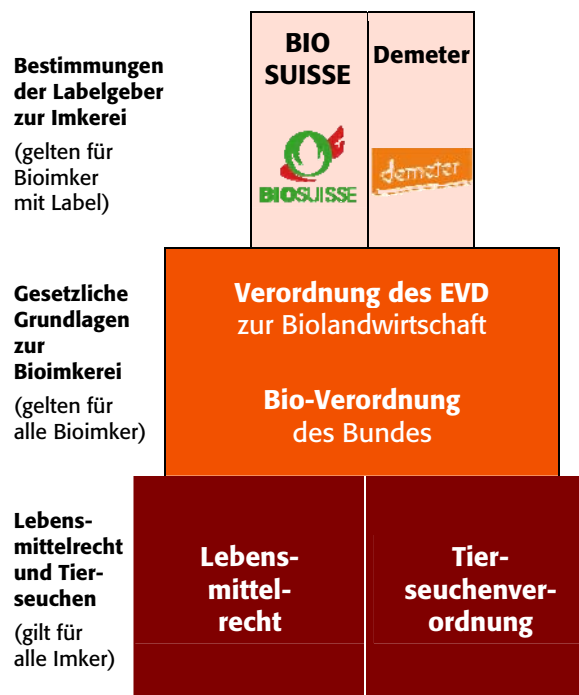 Bestimmungen
der Labelgeber
zur Imkerei
(gelten für
Bioimker
mit Label)
BIO
SUISSE
BIOSUISSE
Demeter
demeter
Gesetzliche
Grundlagen
zur
Bioimkerei
(gelten für
alle Bioimker)
Verordnung des EVD
zur Biolandwirtschaft
Bio-Verordnung
des Bundes
Lebens-
mittelrecht
und Tier-
seuchen
(gilt für
alle Imker)
Lebens-
mittel-
recht
Tier-
seuchenver-
ordnung